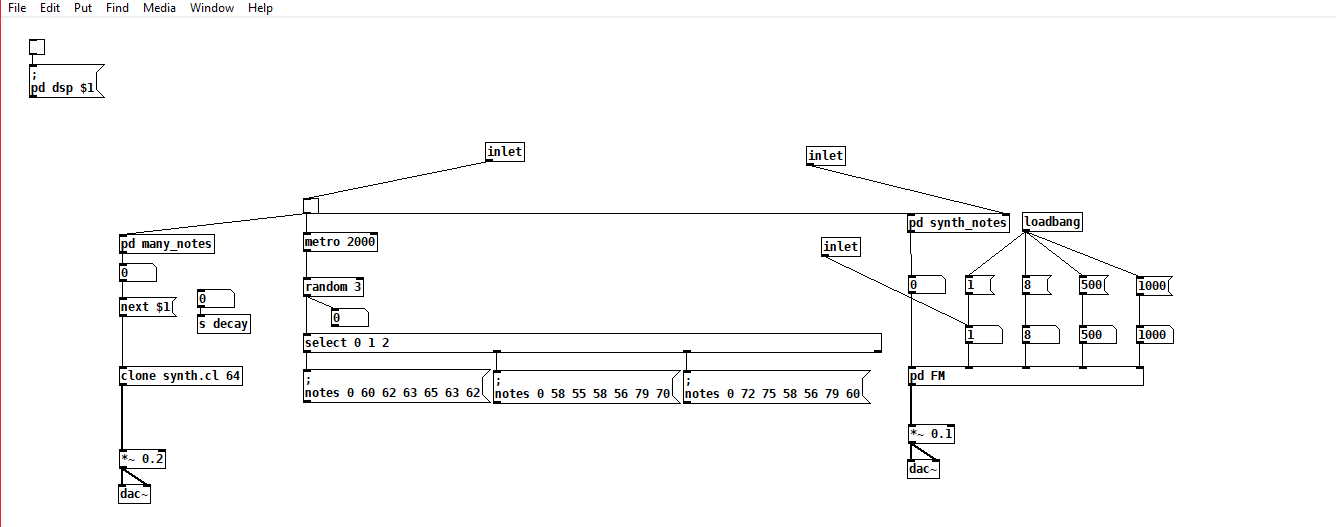 File Edit Put Find Media Window Help
;
pd dsp $1
inlet
inlet
pd synth_notes
loadbang
pd many_notes
metro 2000
inlet
0
next $1
0
s decay
random 3
0
0
1
8
500
1000
select 0 1 2
1
8
500
1000
clone synth.cl 64
;
notes 0 60 62 63 65 63 62
;
notes 0 58 55 58 56 79 70
;
notes 0 72 75 58 56 79 60
pd FM
*~ 0.2
dac~
*~ 0.1
dac~